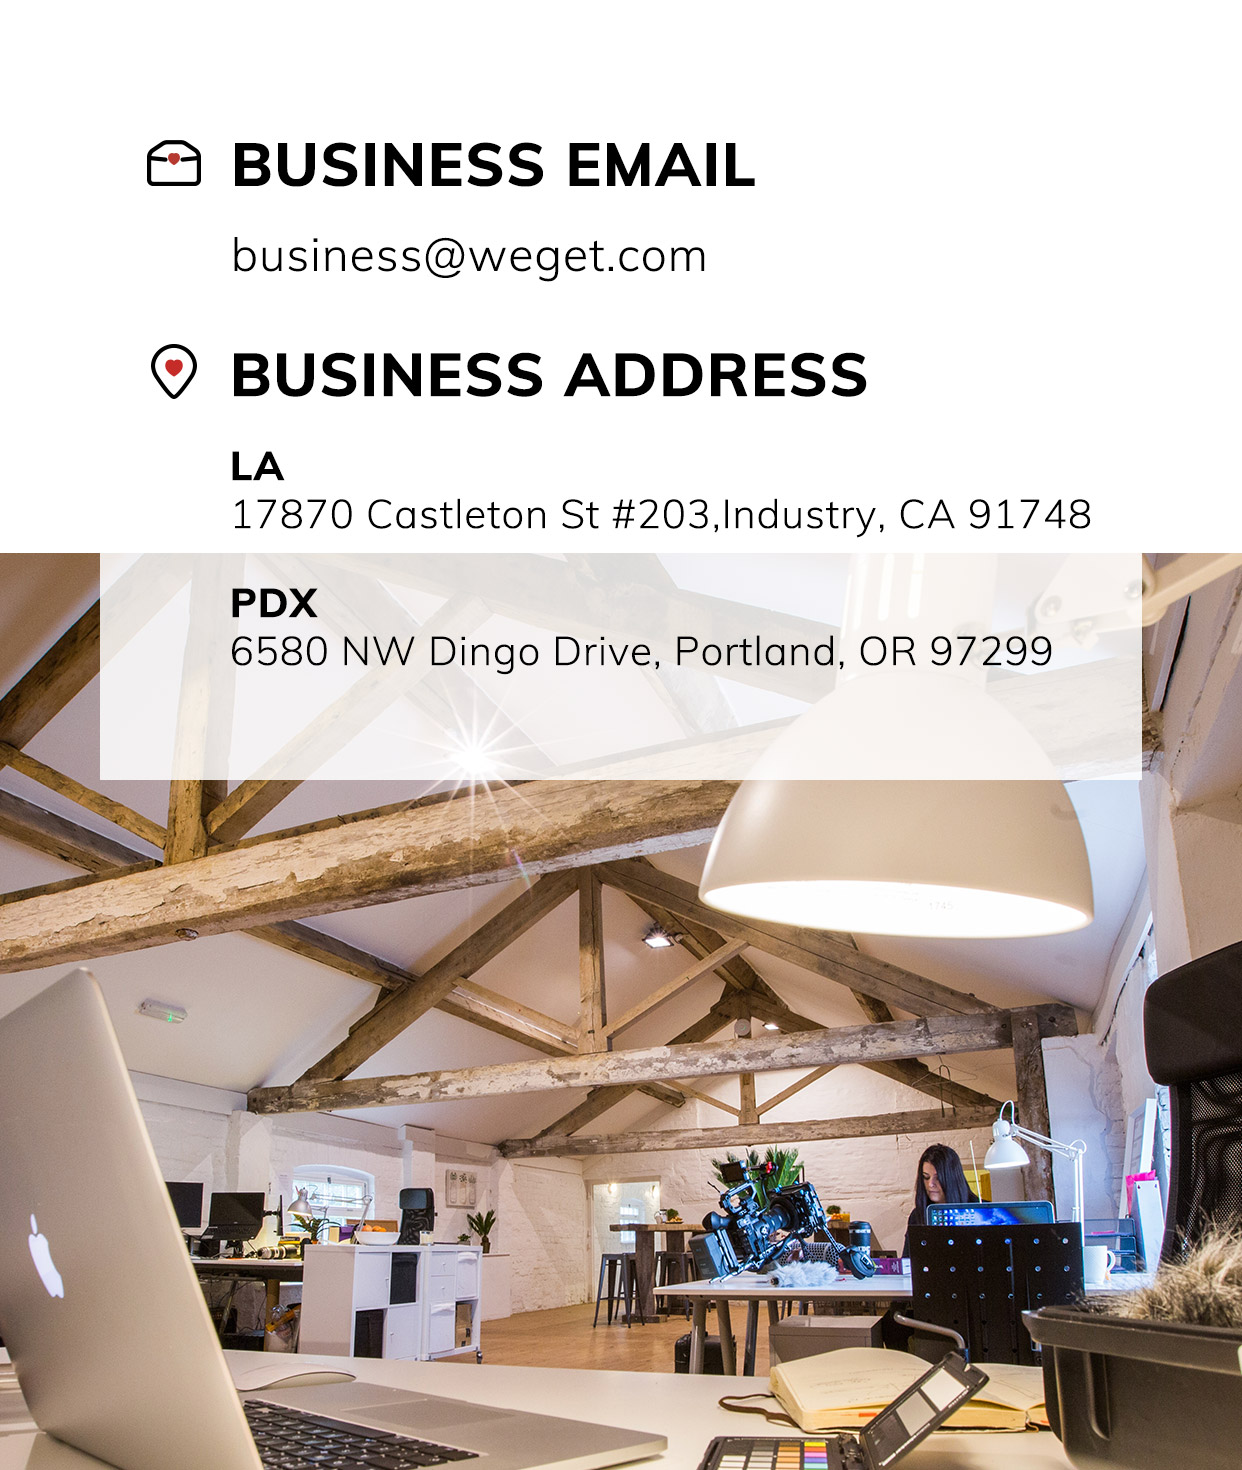 BUSINESS EMAIL
business@weget.com
BUSINESS ADDRESS
LA
17870 Castleton St #203,Industry, CA 91748
PDX
6580 NW Dingo Drive, Portland, OR 97299